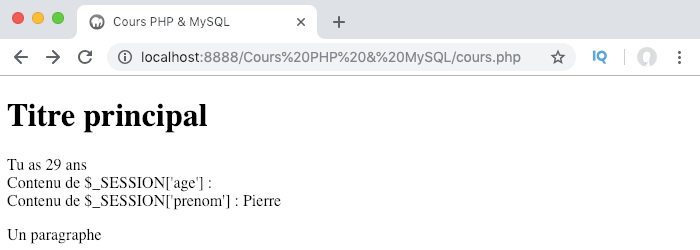 Cours PHP & MySQL
localhost:8888/Cours%20PHP%20&%20MySQL/cours.php
IQ
Titre principal
Tu as 29 ans
Contenu de $_SESSION['age'] :
Contenu de $_SESSION['prenom'] : Pierre
Un paragraphe